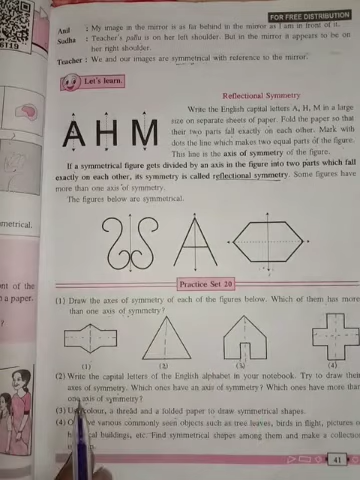 FOR FREE DISTRIBUTION
6T19
Anil : My image in the mirror is as far behind in the mirror as I am in front of it.
Sudha : Teacher's pallu is on her left shoulder. But in the mirror it appears to be on
her right shoulder.
Teacher : We and our images are symmetrical with reference to the mirror.
Let's learn.
Reflectional Symmetry
A H M
Write the English capital letters A, H, M in a large
size on separate sheets of paper. Fold the paper so that
their two parts fall exactly on each other. Mark with
dots the line which makes two equal parts of the figure.
This line is the axis of symmetry of the figure.
If a symmetrical figure gets divided by an axis in the figure into two parts which fall
exactly on each other, its symmetry is called reflectional symmetry. Some figures have
more than one axis of symmetry.
The figures below are symmetrical.
metrical.
Practice Set 20
(1) Draw the axes of symmetry of each of the figures below. Which of them has more
than one axis of symmetry?
nt of the
a paper.
?
(1) (2) (3) (4)
(2) Write the capital letters of the English alphabet in your notebook. Try to draw their
axes of symmetry. Which ones have an axis of symmetry? Which ones have more than
one axis of symmetry?
(3) Use colour, a thread and a folded paper to draw symmetrical shapes.
(4) various commonly seen objects such as tree leaves, birds in flight, pictures of
buildings, etc. Find symmetrical shapes among them and make a collection
41